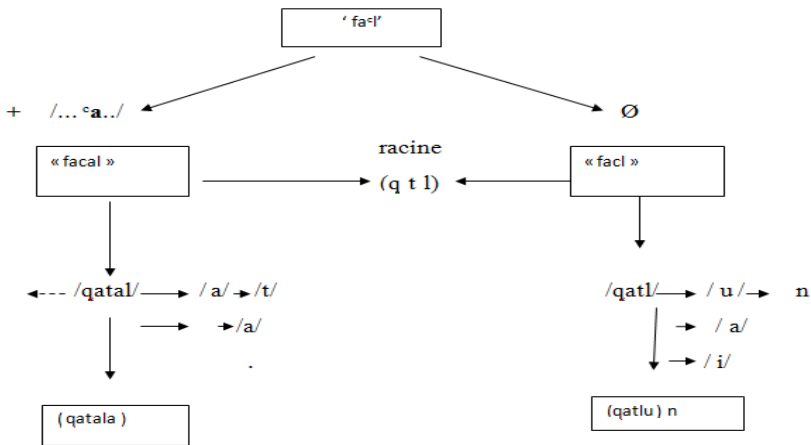 ‘ faᶜl’
+ /... ᶜa../ Ø
« facal » racine « facl »
(q t l)
/qatal/ / a/ /t/ /qatl/ / u / n
/a/ / a/
. / i/
( qatala ) (qatlu) n